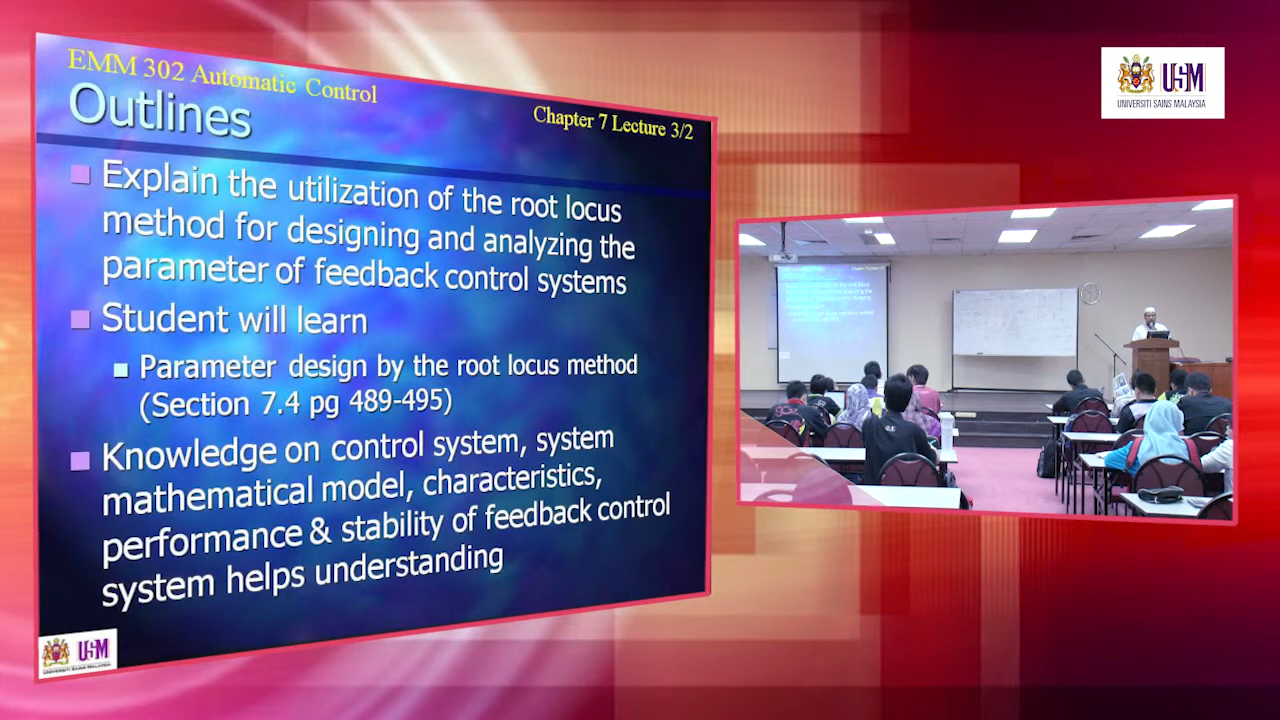 EMM 302 Automatic Control
Outlines
Chapter 7 Lecture 3/2
Explain the utilization of the root locus
method for designing and analyzing the
parameter of feedback control systems
Student will learn
Parameter design by the root locus method
(Section 7.4 pg 489-495)
Knowledge on control system, system
mathematical model, characteristics,
performance & stability of feedback control
system helps understanding
USM
UNIVERSITI SAINS MALAYSIA
USM
UNIVERSITI SAINS MALAYSIA